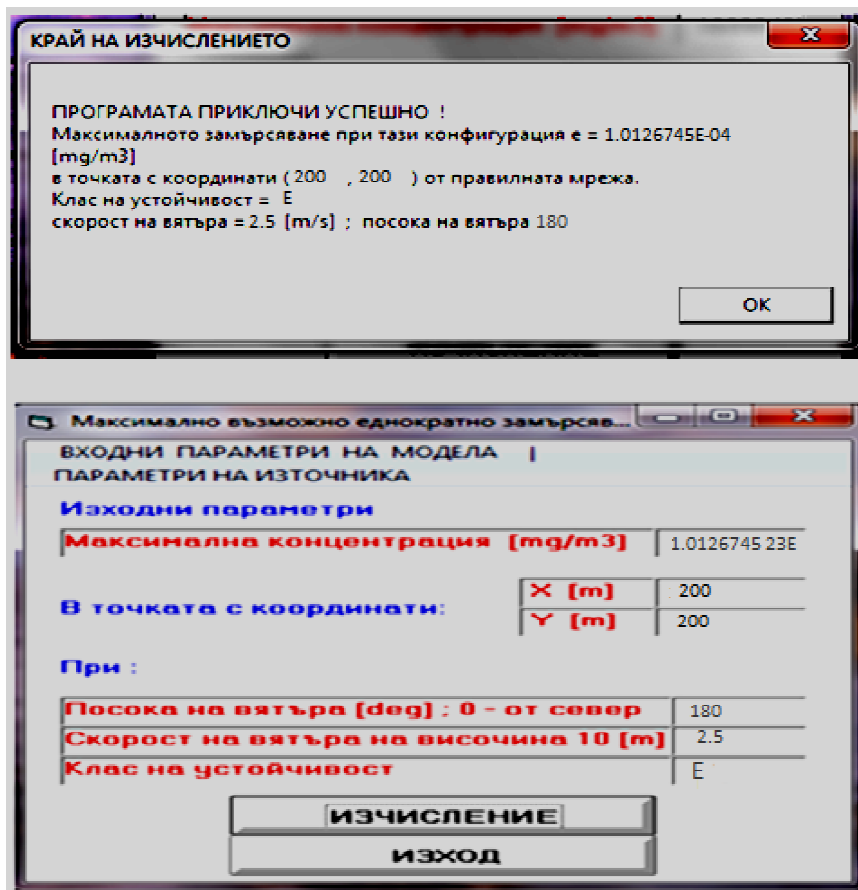 КРАЙ НА ИЗЧИСЛЕНИЕТО
ПРОГРАМАТА ПРИКЛЮЧИ УСПЕШНО !
Максималното замърсяване при тази конфигурация е = 1.0126745E-04
[mg/m3]
в точката с координати ( 200 , 200 ) от правилната мрежа.
Клас на устойчивост = E
скорост на вятъра = 2.5 [m/s] ; посока на вятъра 180
OK
Максимално възможно еднократно замърсяв...
ВХОДНИ ПАРАМЕТРИ НА МОДЕЛА |
ПАРАМЕТРИ НА ИЗТОЧНИКА
Изходни параметри
Максимална концентрация [mg/m3] 1.0126745 23E
X [m] 200
В точката с координати:
Y [m] 200
При :
Посока на вятъра [deg] ; 0 - от север 180
Скорост на вятъра на височина 10 [m] 2.5
Клас на устойчивост E
ИЗЧИСЛЕНИЕ
ИЗХОД